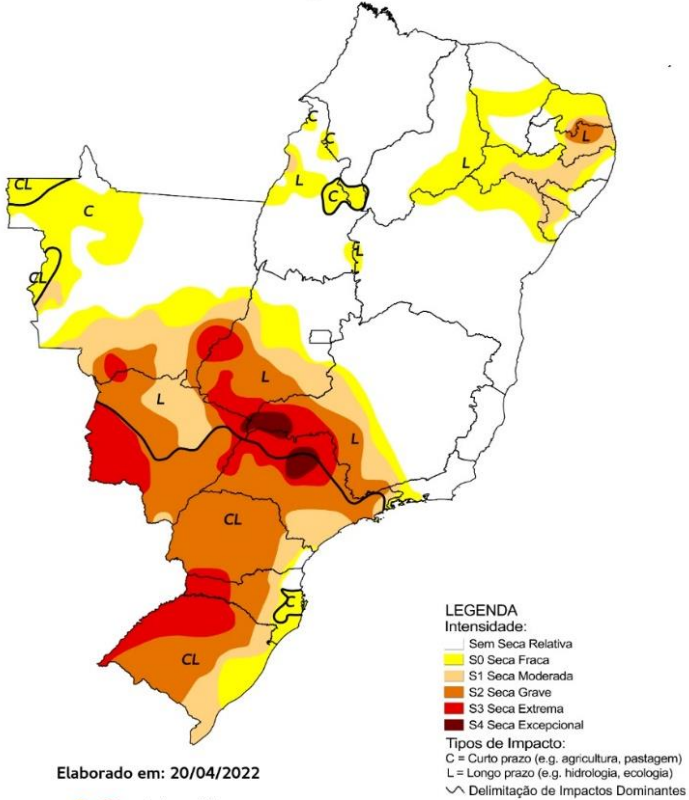 C
C
L
L
L
C
CL
C
L
CL
L
L
L
CL
C
CL
LEGENDA
Intensidade:
Sem Seca Relativa
S0 Seca Fraca
S1 Seca Moderada
S2 Seca Grave
S3 Seca Extrema
S4 Seca Excepcional
Tipos de Impacto:
C = Curto prazo (e.g. agricultura, pastagem)
L = Longo prazo (e.g. hidrologia, ecologia)
Delimitação de Impactos Dominantes
Elaborado em: 20/04/2022